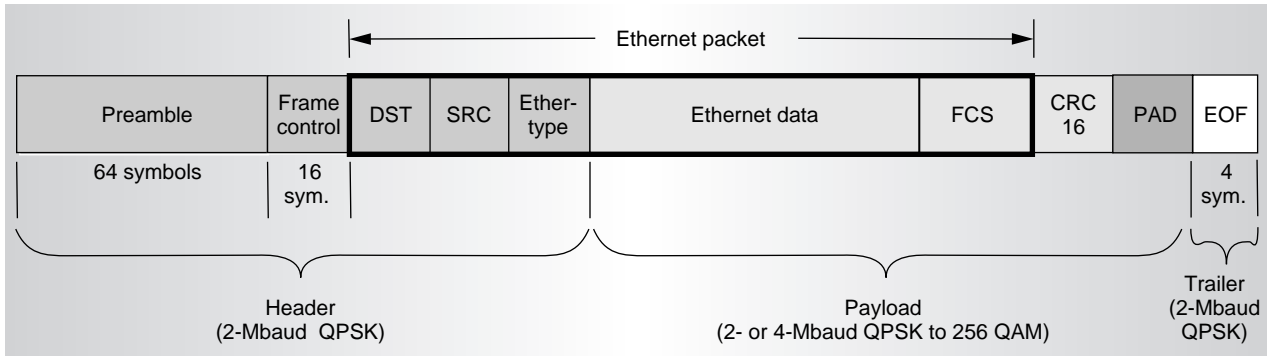 Ethernet packet
Preamble
Frame
control
DST
SRC
Ether-
type
Ethernet data
FCS
CRC
16
PAD
EOF
64 symbols
16
sym.
4
sym.
Header
(2-Mbaud QPSK)
Payload
(2- or 4-Mbaud QPSK to 256 QAM)
Trailer
(2-Mbaud
QPSK)